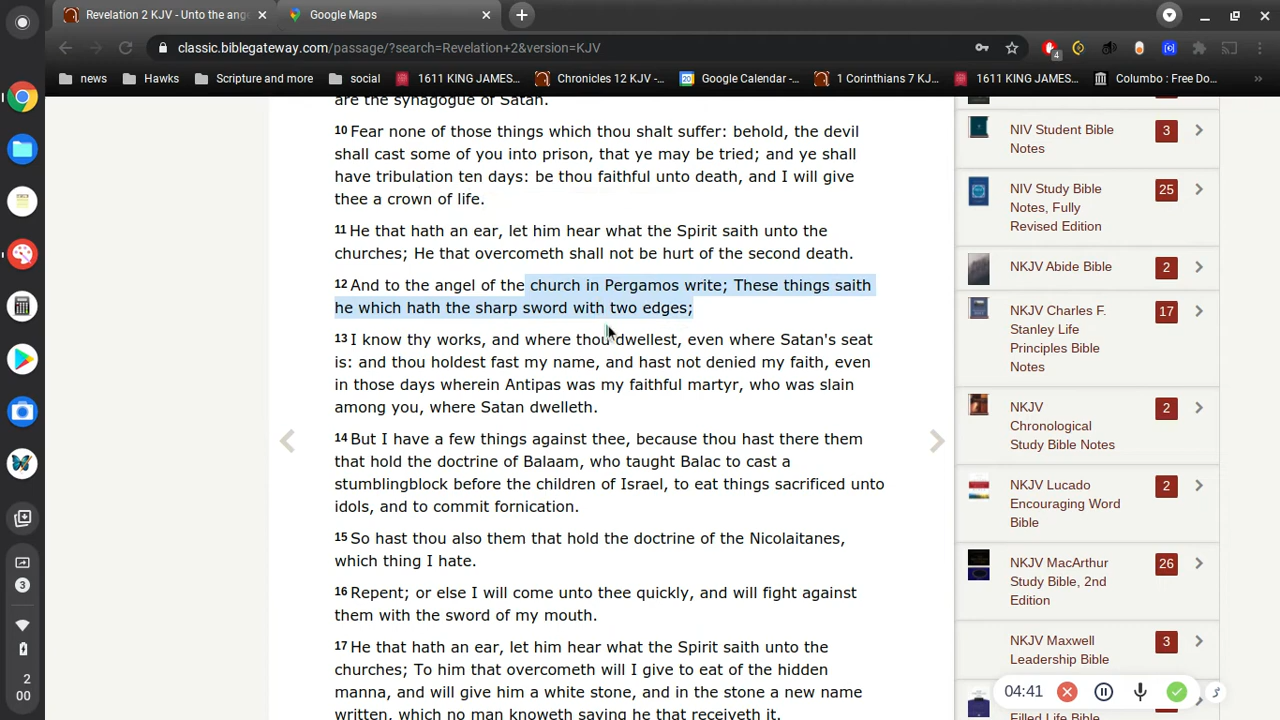 Revelation 2 KJV - Unto the ange
Google Maps
classic.biblegateway.com/passage/?search=Revelation+2&version=KJV
4
news
Hawks
Scripture and more
social
1611 KING JAMES...
Chronicles 12 KJV -...
Google Calendar -...
1 Corinthians 7 KJ...
1611 KING JAMES...
Columbo : Free Do...
are the synagogue of Satan.
10 Fear none of those things which thou shalt suffer: behold, the devil
shall cast some of you into prison, that ye may be tried; and ye shall
have tribulation ten days: be thou faithful unto death, and I will give
thee a crown of life.
11 He that hath an ear, let him hear what the Spirit saith unto the
churches; He that overcometh shall not be hurt of the second death.
12 And to the angel of the church in Pergamos write; These things saith
he which hath the sharp sword with two edges;
13 I know thy works, and where thou dwellest, even where Satan's seat
is: and thou holdest fast my name, and hast not denied my faith, even
in those days wherein Antipas was my faithful martyr, who was slain
among you, where Satan dwelleth.
14 But I have a few things against thee, because thou hast there them
that hold the doctrine of Balaam, who taught Balac to cast a
stumblingblock before the children of Israel, to eat things sacrificed unto
idols, and to commit fornication.
15 So hast thou also them that hold the doctrine of the Nicolaitanes,
which thing I hate.
16 Repent; or else I will come unto thee quickly, and will fight against
them with the sword of my mouth.
17 He that hath an ear, let him hear what the Spirit saith unto the
churches; To him that overcometh will I give to eat of the hidden
manna, and will give him a white stone, and in the stone a new name
written, which no man knoweth saving he that receiveth it.
NIV Student Bible
Notes
3
NIV Study Bible
Notes, Fully
Revised Edition
25
NKJV Abide Bible
2
NKJV Charles F.
Stanley Life
Principles Bible
Notes
17
NKJV
Chronological
Study Bible Notes
2
NKJV Lucado
Encouraging Word
Bible
2
NKJV MacArthur
Study Bible, 2nd
Edition
26
NKJV Maxwell
Leadership Bible
3
Filled Life Bible
04:41
3
2
00